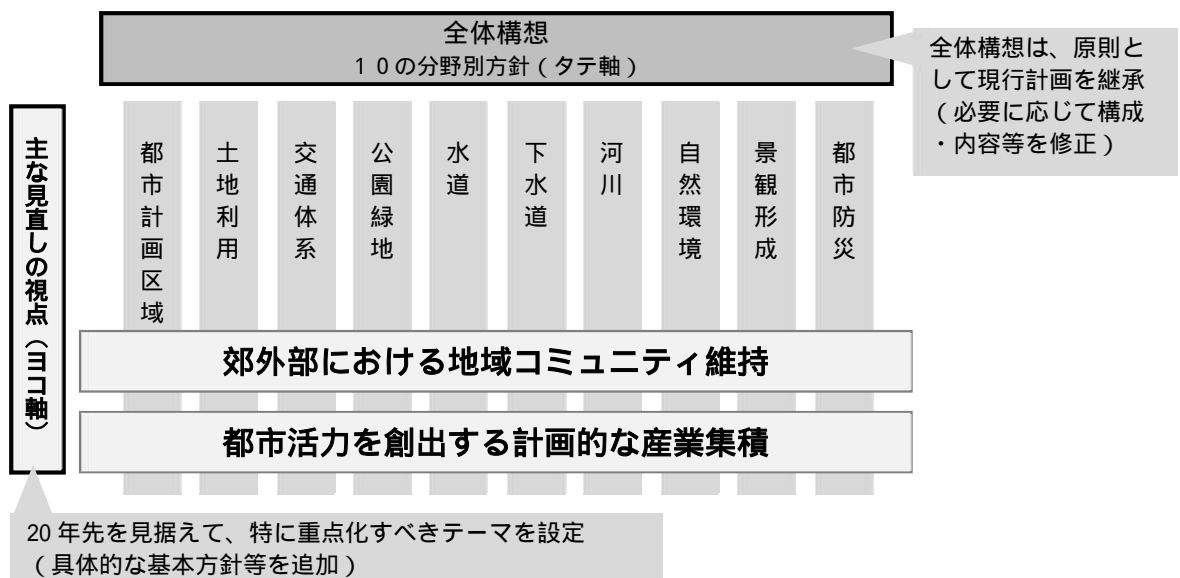 全体構想
１０の分野別方針（タテ軸）
全体構想は、原則と
して現行計画を継承
（必要に応じて構成
・内容等を修正）
主な見直しの視点（ヨコ軸）
都市計画区域
土地利用
交通体系
公園緑地
水道
下水道
河川
自然環境
景観形成
都市防災
郊外部における地域コミュニティ維持
都市活力を創出する計画的な産業集積
20年先を見据えて、特に重点化すべきテーマを設定
（具体的な基本方針等を追加）